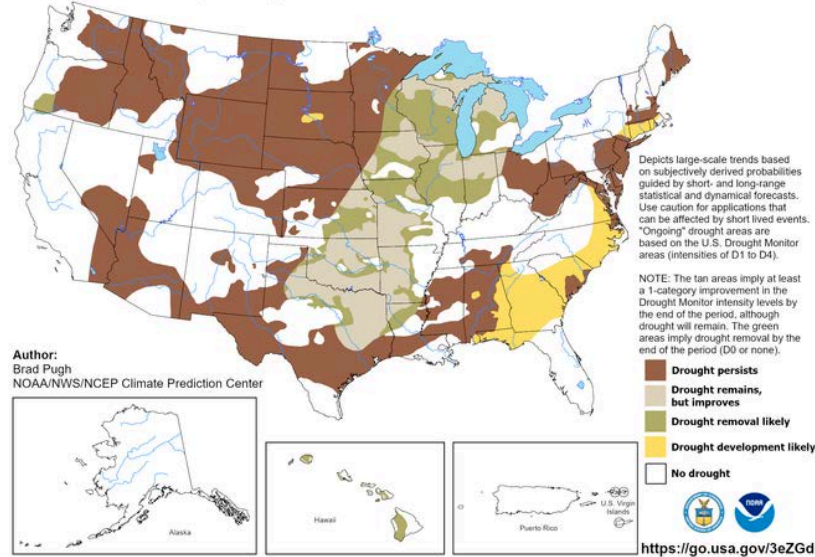 Depicts large-scale trends based
on subjectively derived probabilities
guided by short- and long-range
statistical and dynamical forecasts.
Use caution for applications that
can be affected by short lived events.
"Ongoing" drought areas are
based on the U.S. Drought Monitor
areas (intensities of D1 to D4).
NOTE: The tan areas imply at least
a 1-category improvement in the
Drought Monitor intensity levels by
the end of the period, although
drought will remain. The green
areas imply drought removal by the
end of the period (D0 or none).
Author:
Brad Pugh
NOAA/NWS/NCEP Climate Prediction Center
Drought persists
Drought remains,
but improves
Drought removal likely
Drought development likely
No drought
Alaska
Hawaii
Puerto Rico
U.S. Virgin
Islands
NOAA
https://go.usa.gov/3eZGd